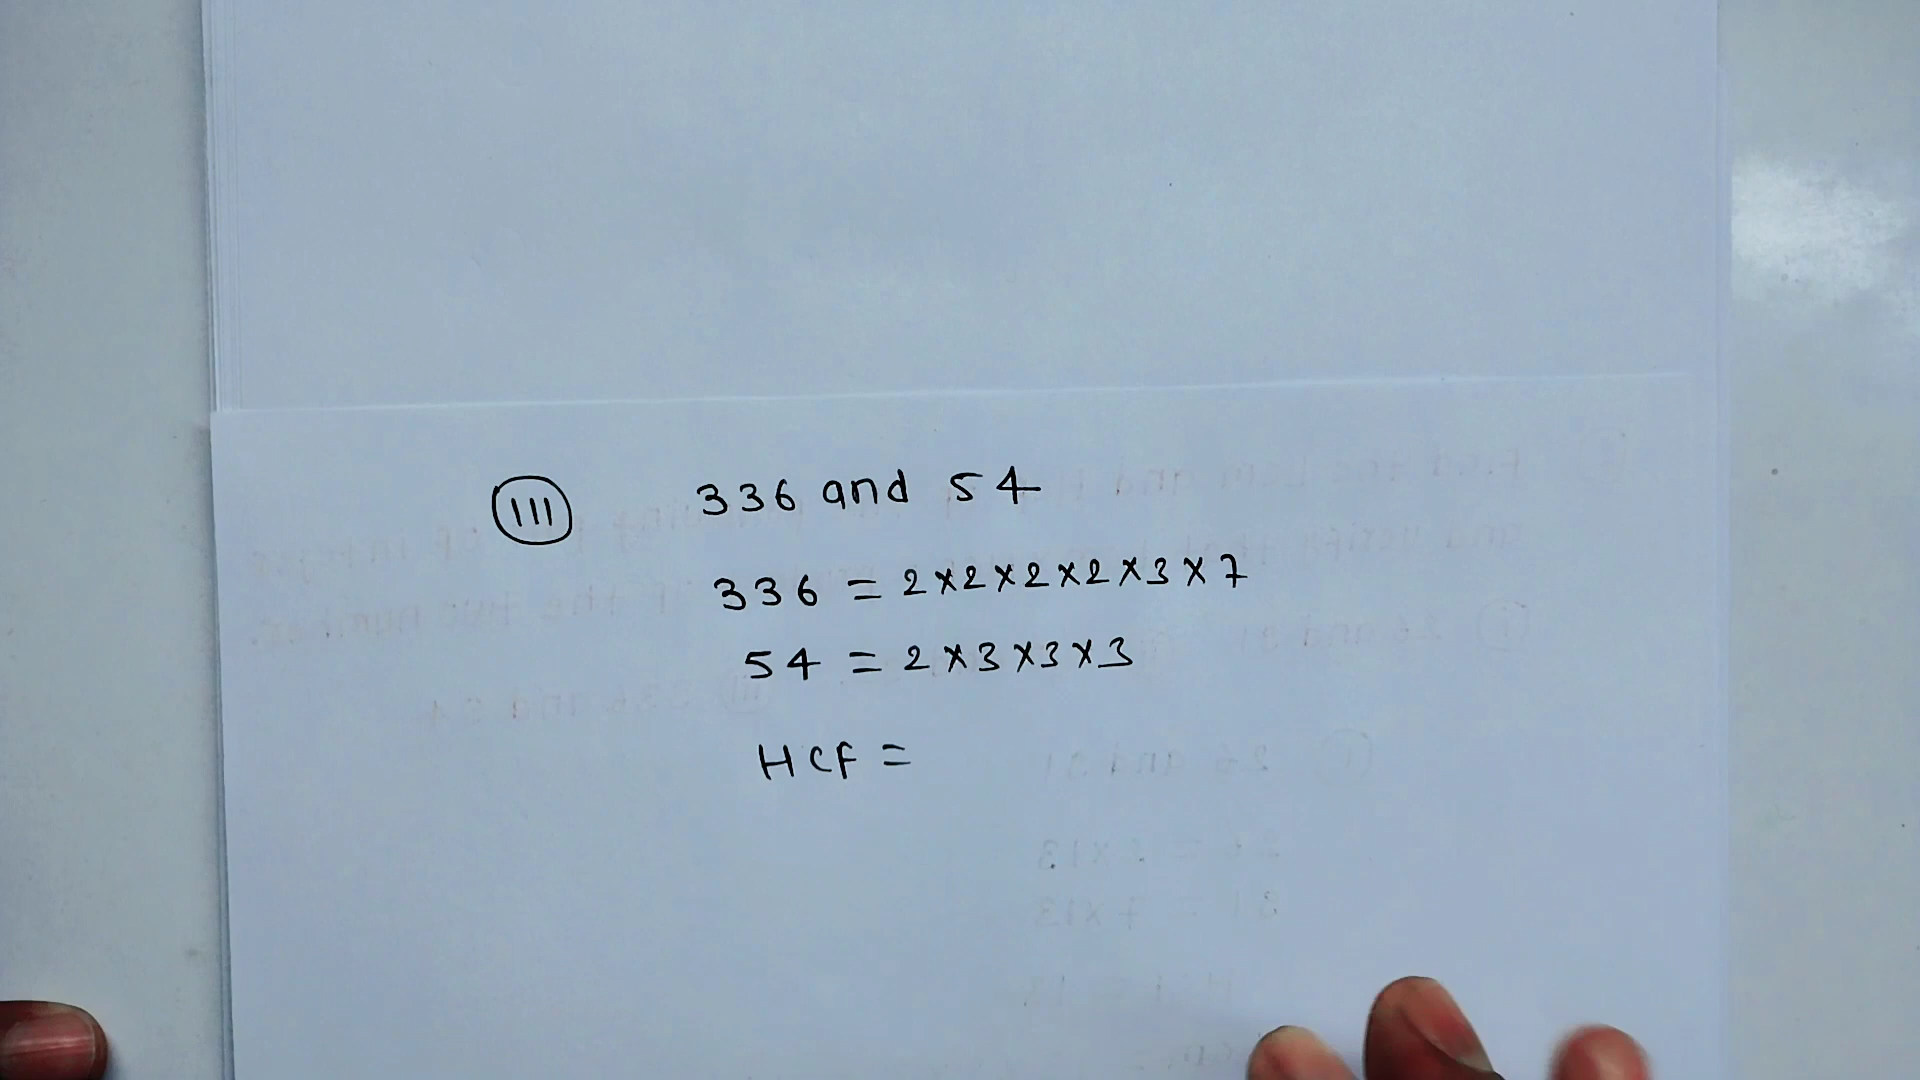 (III) 336 and 54
336 = 2×2×2×2×3×7
54 = 2×3×3×3
HCF =